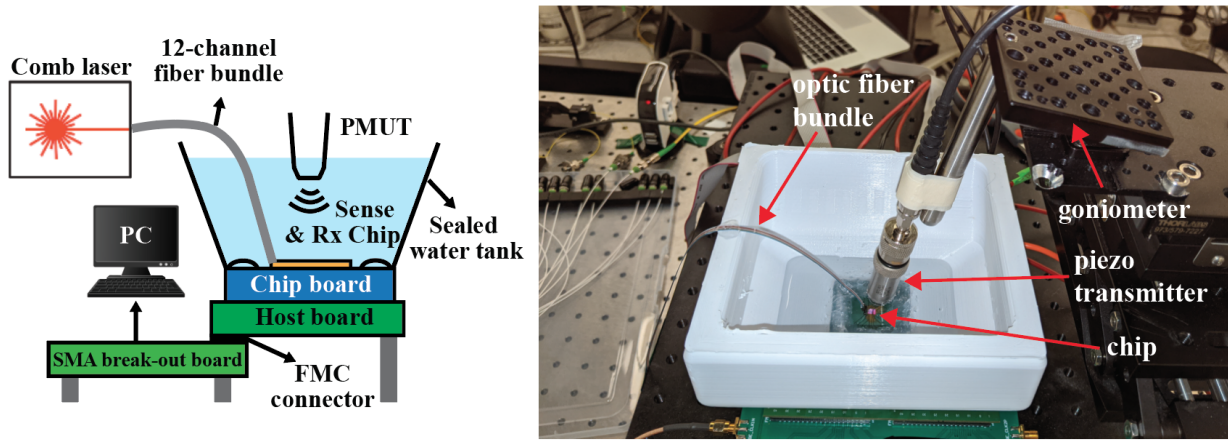 12-channel
fiber bundle
Comb laser
PMUT
Sense
& Rx Chip
Sealed
water tank
PC
Chip board
Host board
SMA break-out board
FMC
connector
optic fiber
bundle
goniometer
piezo
transmitter
chip